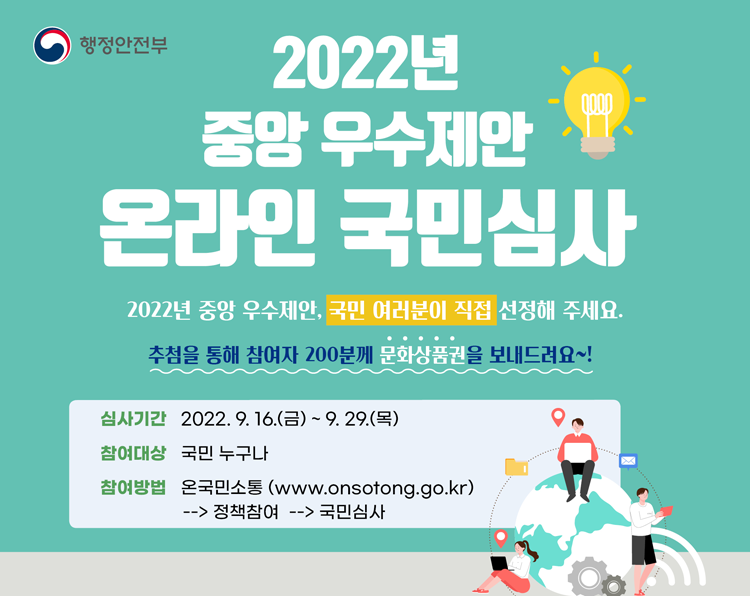 행정안전부
2022년
중앙 우수제안
온라인 국민심사
2022년 중앙 우수제안, 국민 여러분이 직접 선정해 주세요.
추첨을 통해 참여자 200분께 문화상품권을 보내드려요~!
심사기간 2022. 9. 16.(금) ~ 9. 29.(목)
참여대상 국민 누구나
참여방법 온국민소통 (www.onsotong.go.kr)
--> 정책참여 --> 국민심사